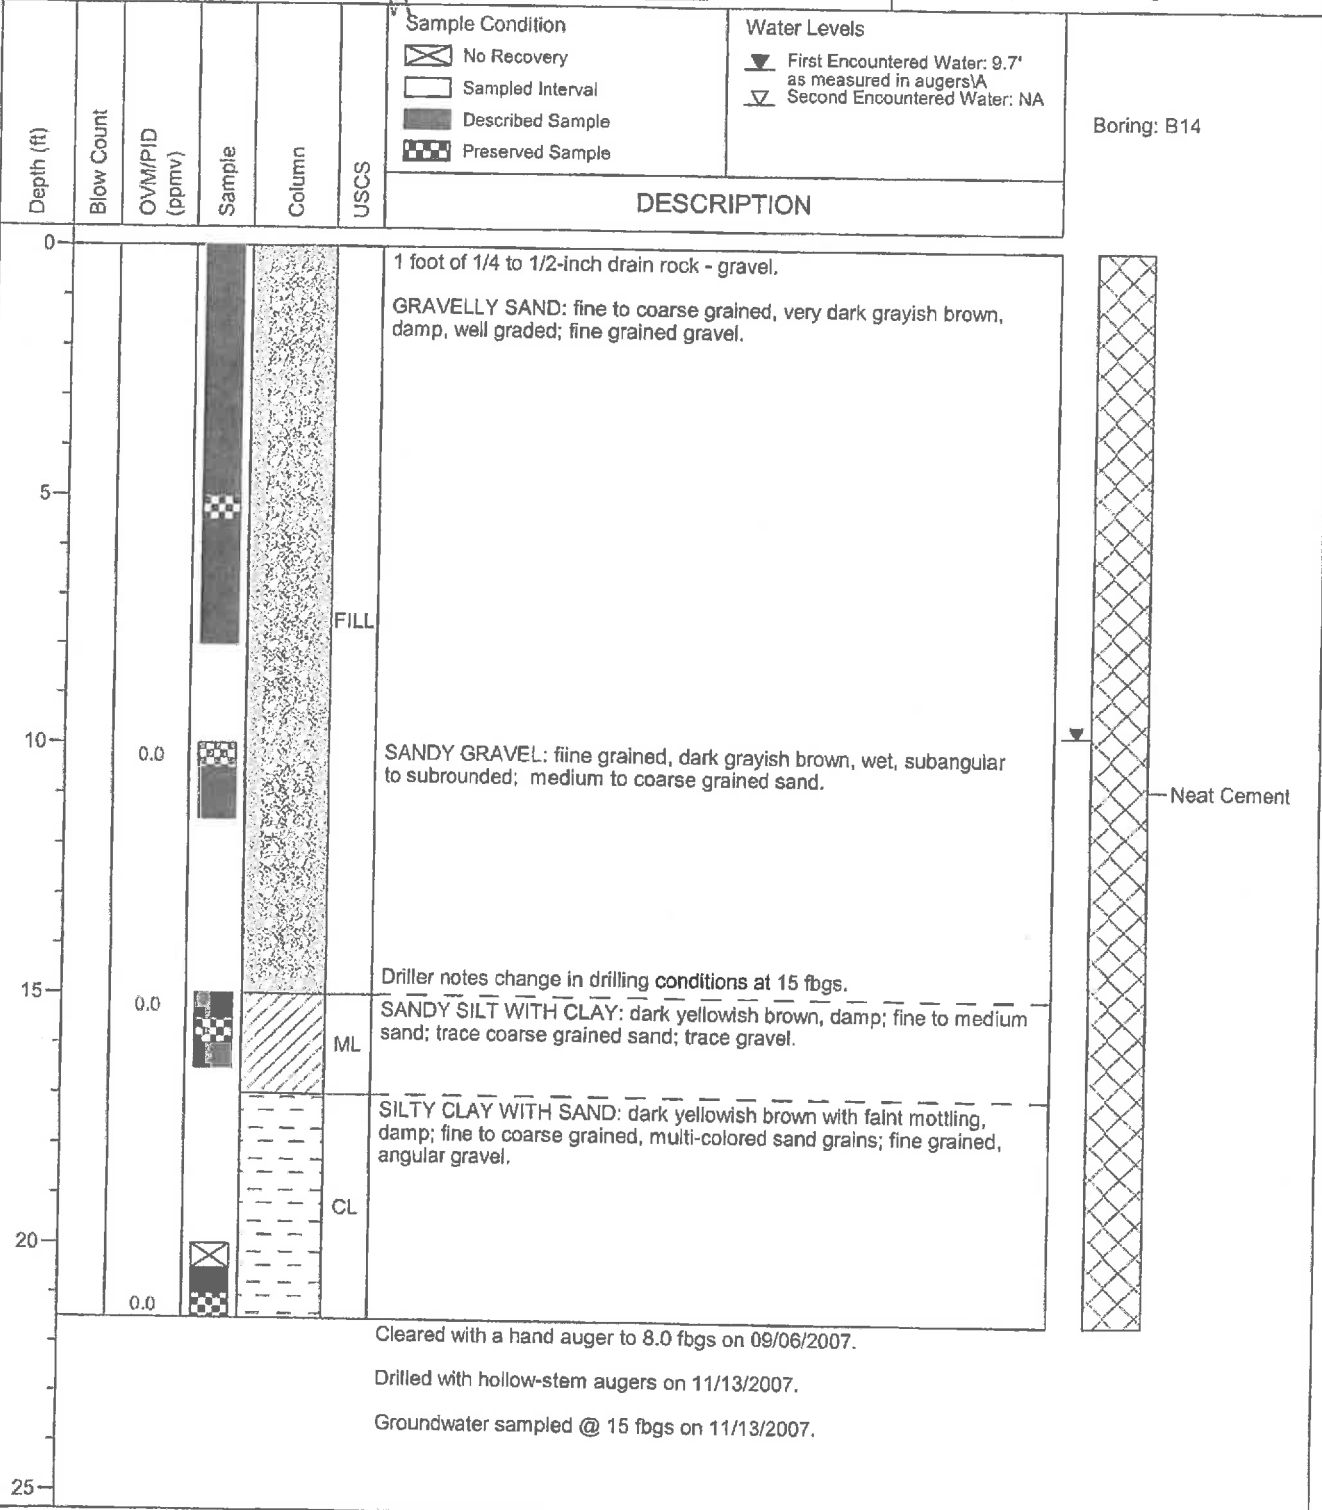 Depth (ft)
Blow Count
OVM/PID
(ppmv)
Sample
Column
USCS
Sample Condition
No Recovery
Sampled Interval
Described Sample
Preserved Sample
Water Levels
First Encountered Water: 9.7'
as measured in augers\A
Second Encountered Water: NA
Boring: B14
DESCRIPTION
0
1 foot of 1/4 to 1/2-inch drain rock - gravel.
GRAVELLY SAND: fine to coarse grained, very dark grayish brown,
damp, well graded; fine grained gravel.
5
FILL
10
0.0
SANDY GRAVEL: fiine grained, dark grayish brown, wet, subangular
to subrounded; medium to coarse grained sand.
Neat Cement
Driller notes change in drilling conditions at 15 fbgs.
15
0.0
SANDY SILT WITH CLAY: dark yellowish brown, damp; fine to medium
sand; trace coarse grained sand; trace gravel.
ML
SILTY CLAY WITH SAND: dark yellowish brown with faint mottling,
damp; fine to coarse grained, multi-colored sand grains; fine grained,
angular gravel.
CL
20
0.0
Cleared with a hand auger to 8.0 fbgs on 09/06/2007.
Drilled with hollow-stem augers on 11/13/2007.
Groundwater sampled @ 15 fbgs on 11/13/2007.
25